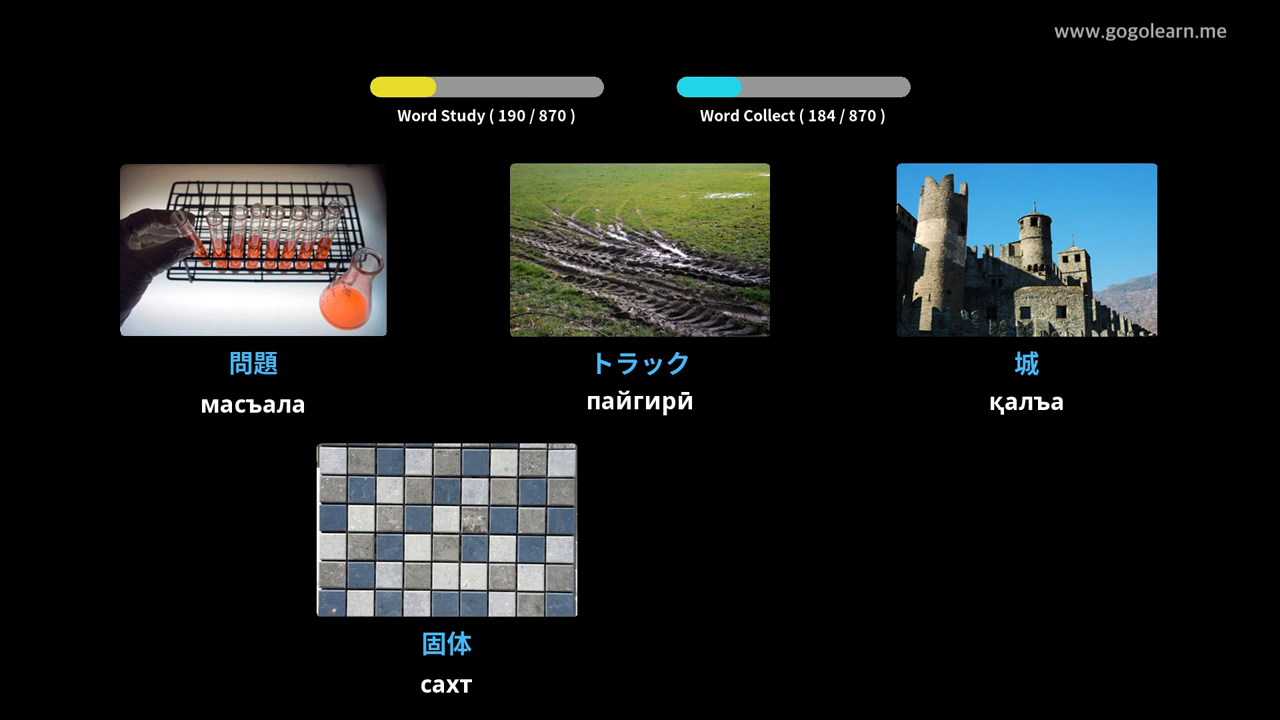 www.gogolearn.me
Word Study ( 190 / 870 )
Word Collect ( 184 / 870 )
問題
масъала
トラック
пайгирӣ
城
қалъа
固体
сахт